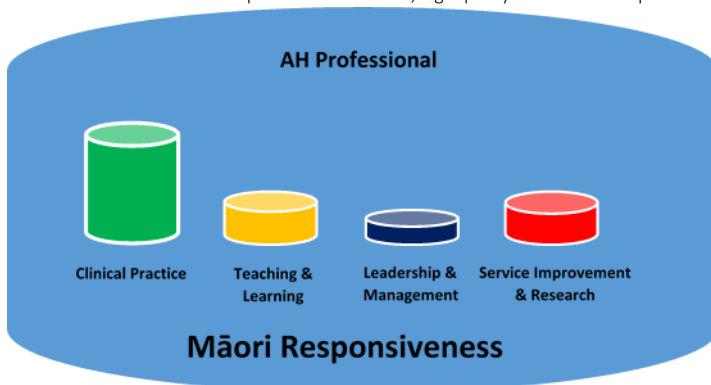 AH Professional
Clinical Practice
Teaching &
Learning
Leadership &
Management
Service Improvement
& Research
Māori Responsiveness